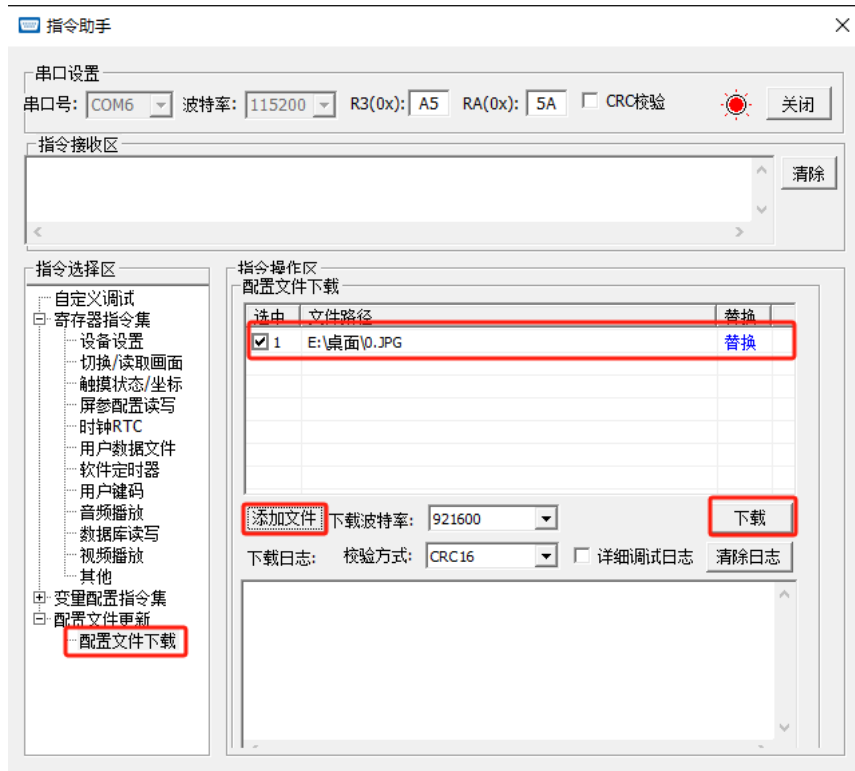 指令助手
串口设置
串口号: COM6 波特率: 115200 R3(0x): A5 RA(0x): 5A CRC校验 关闭
指令接收区
清除
指令选择区
自定义调试
寄存器指令集
设备设置
切换/读取画面
触摸状态/坐标
屏参配置读写
时钟RTC
用户数据文件
软件定时器
用户键码
音频播放
数据库读写
视频播放
其他
变量配置指令集
配置文件更新
配置文件下载
指令操作区
配置文件下载
选中 文件路径 替换
1 E:\桌面\0.JPG 替换
添加文件 下载波特率: 921600 下载
下载日志: 校验方式: CRC16 详细调试日志 清除日志